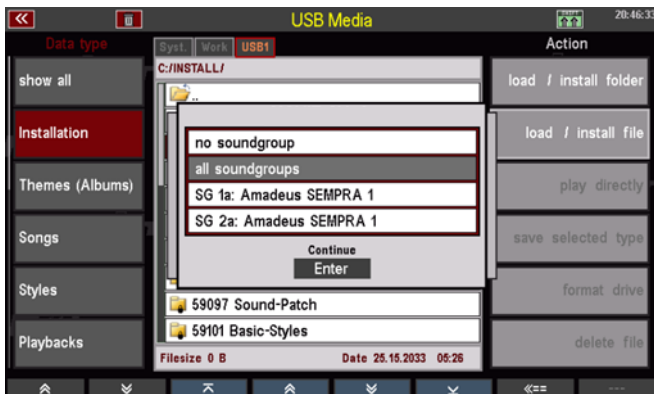 USB Media
SHIFT
20:46:33
Data type
Syst.
Work
USB1
Action
C:/INSTALL/
show all
..
load / install folder
Installation
no soundgroup
load / install file
all soundgroups
Themes (Albums)
SG 1a: Amadeus SEMPRA 1
play directly
SG 2a: Amadeus SEMPRA 1
Songs
Continue
save selected type
Enter
Styles
59097 Sound-Patch
format drive
59101 Basic-Styles
Playbacks
delete file
Filesize 0 B
Date 25.15.2033 05:26
<==
---